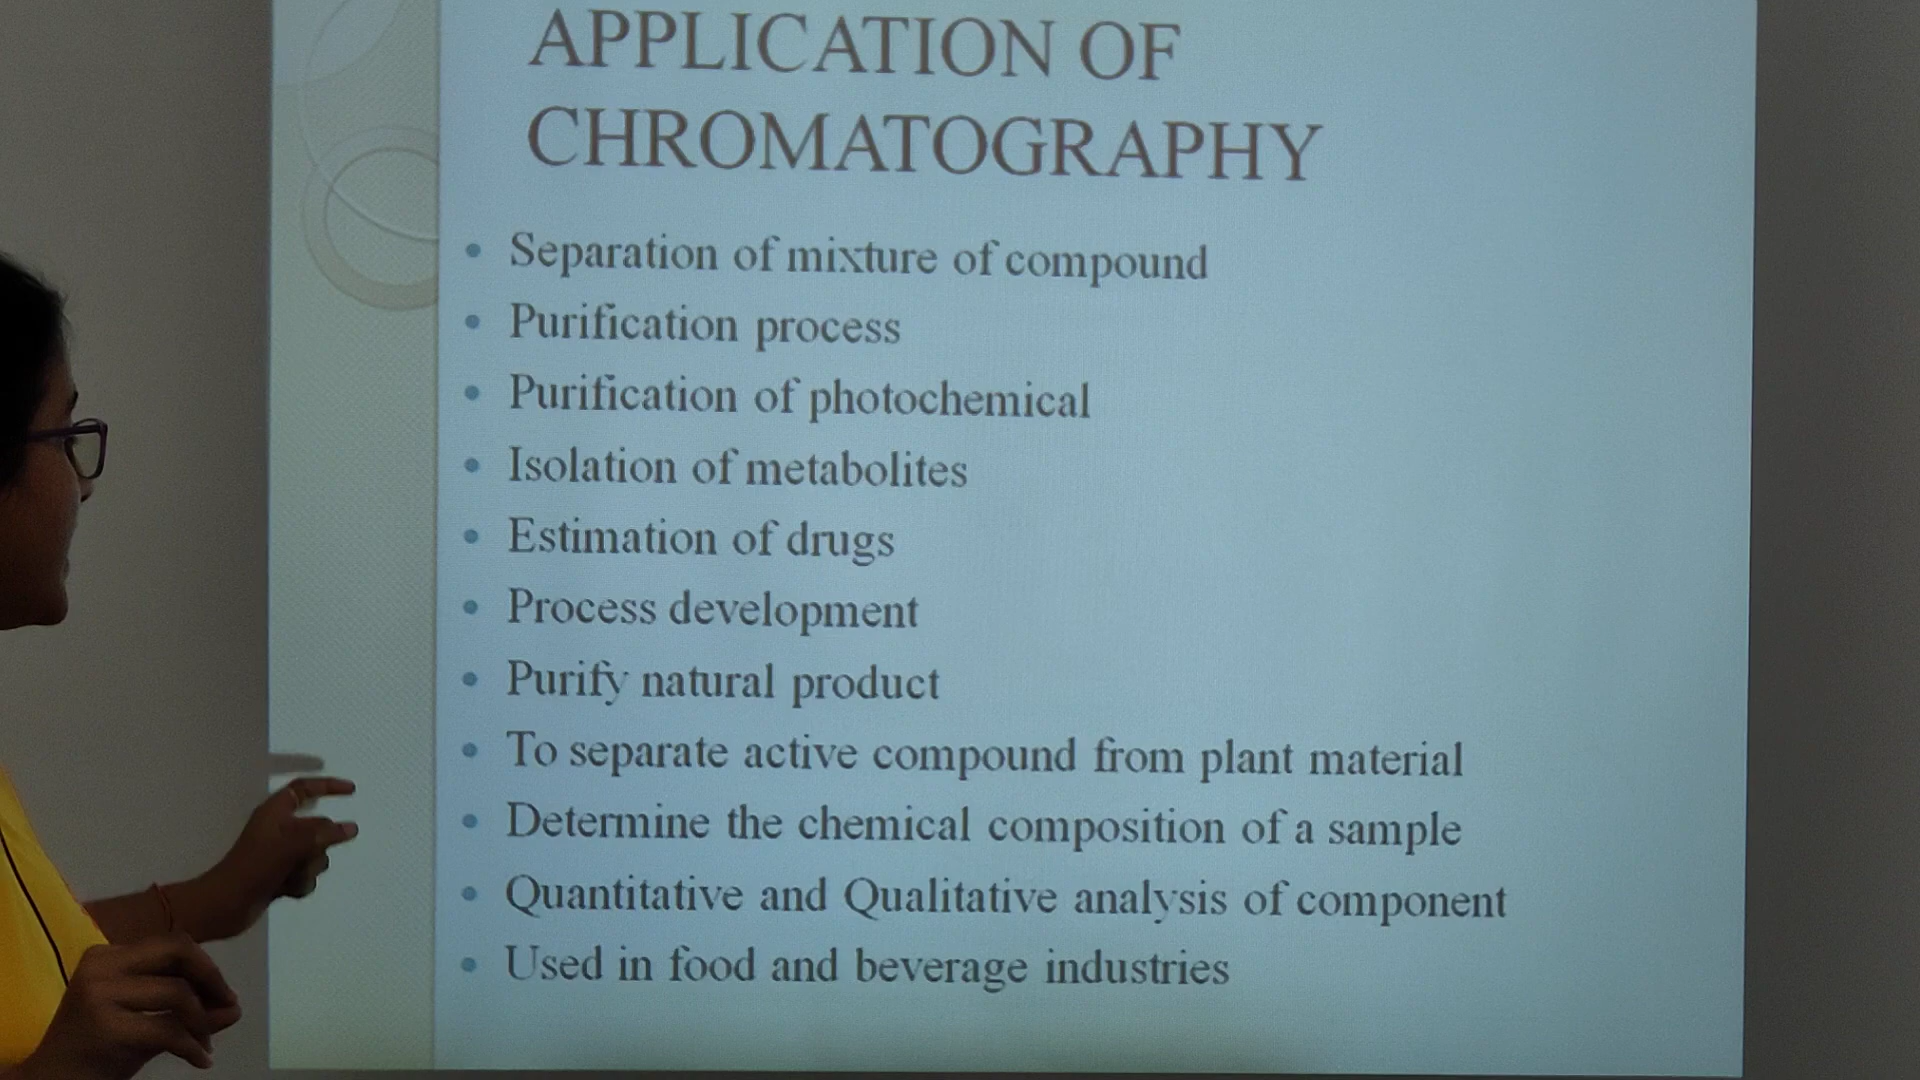 APPLICATION OF
CHROMATOGRAPHY
Separation of mixture of compound
Purification process
Purification of photochemical
Isolation of metabolites
Estimation of drugs
Process development
Purify natural product
To separate active compound from plant material
Determine the chemical composition of a sample
Quantitative and Qualitative analysis of component
Used in food and beverage industries